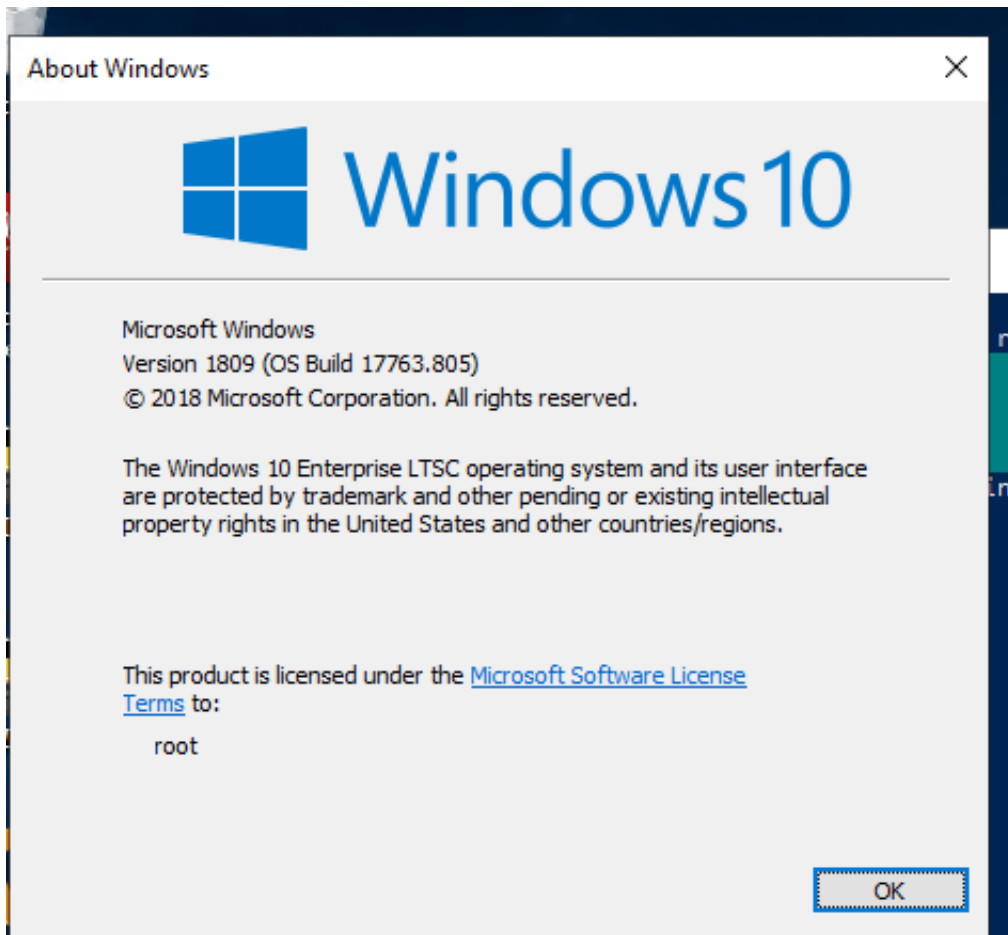 About Windows
Windows 10
Microsoft Windows
Version 1809 (OS Build 17763.805)
© 2018 Microsoft Corporation. All rights reserved.
The Windows 10 Enterprise LTSC operating system and its user interface
are protected by trademark and other pending or existing intellectual
property rights in the United States and other countries/regions.
This product is licensed under the Microsoft Software License
Terms to:
root
OK